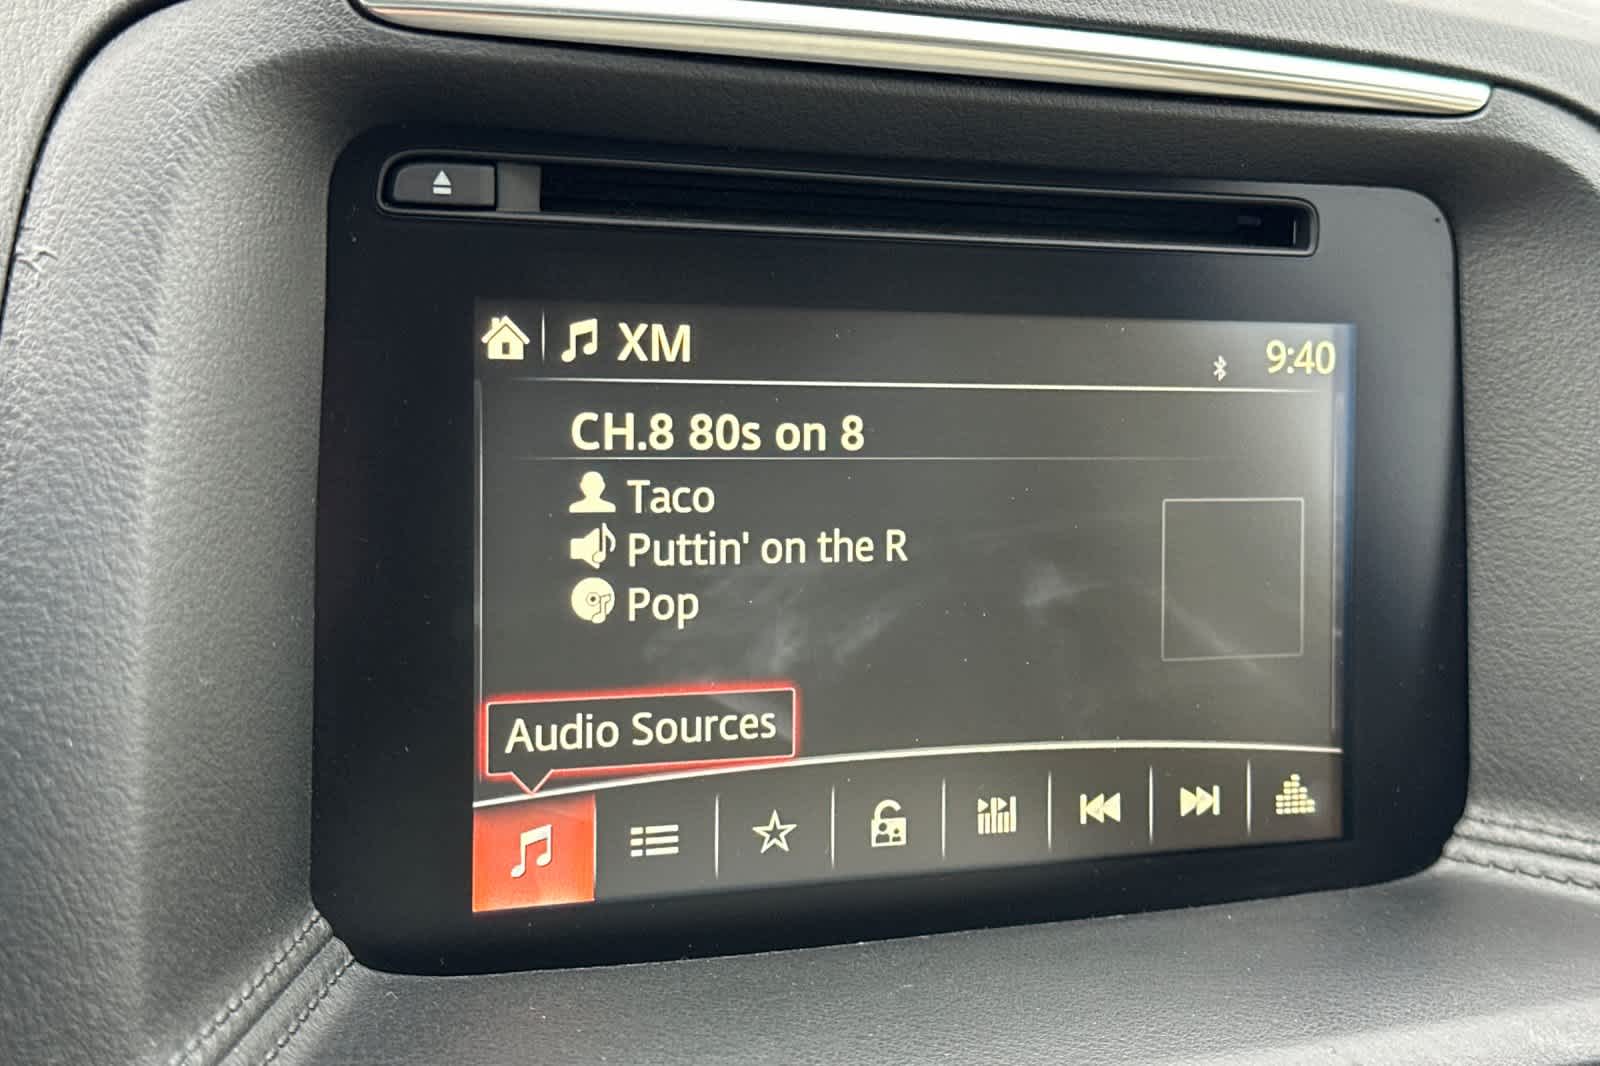 XM
9:40
CH.8 80s on 8
Taco
Puttin' on the R
Pop
Audio Sources